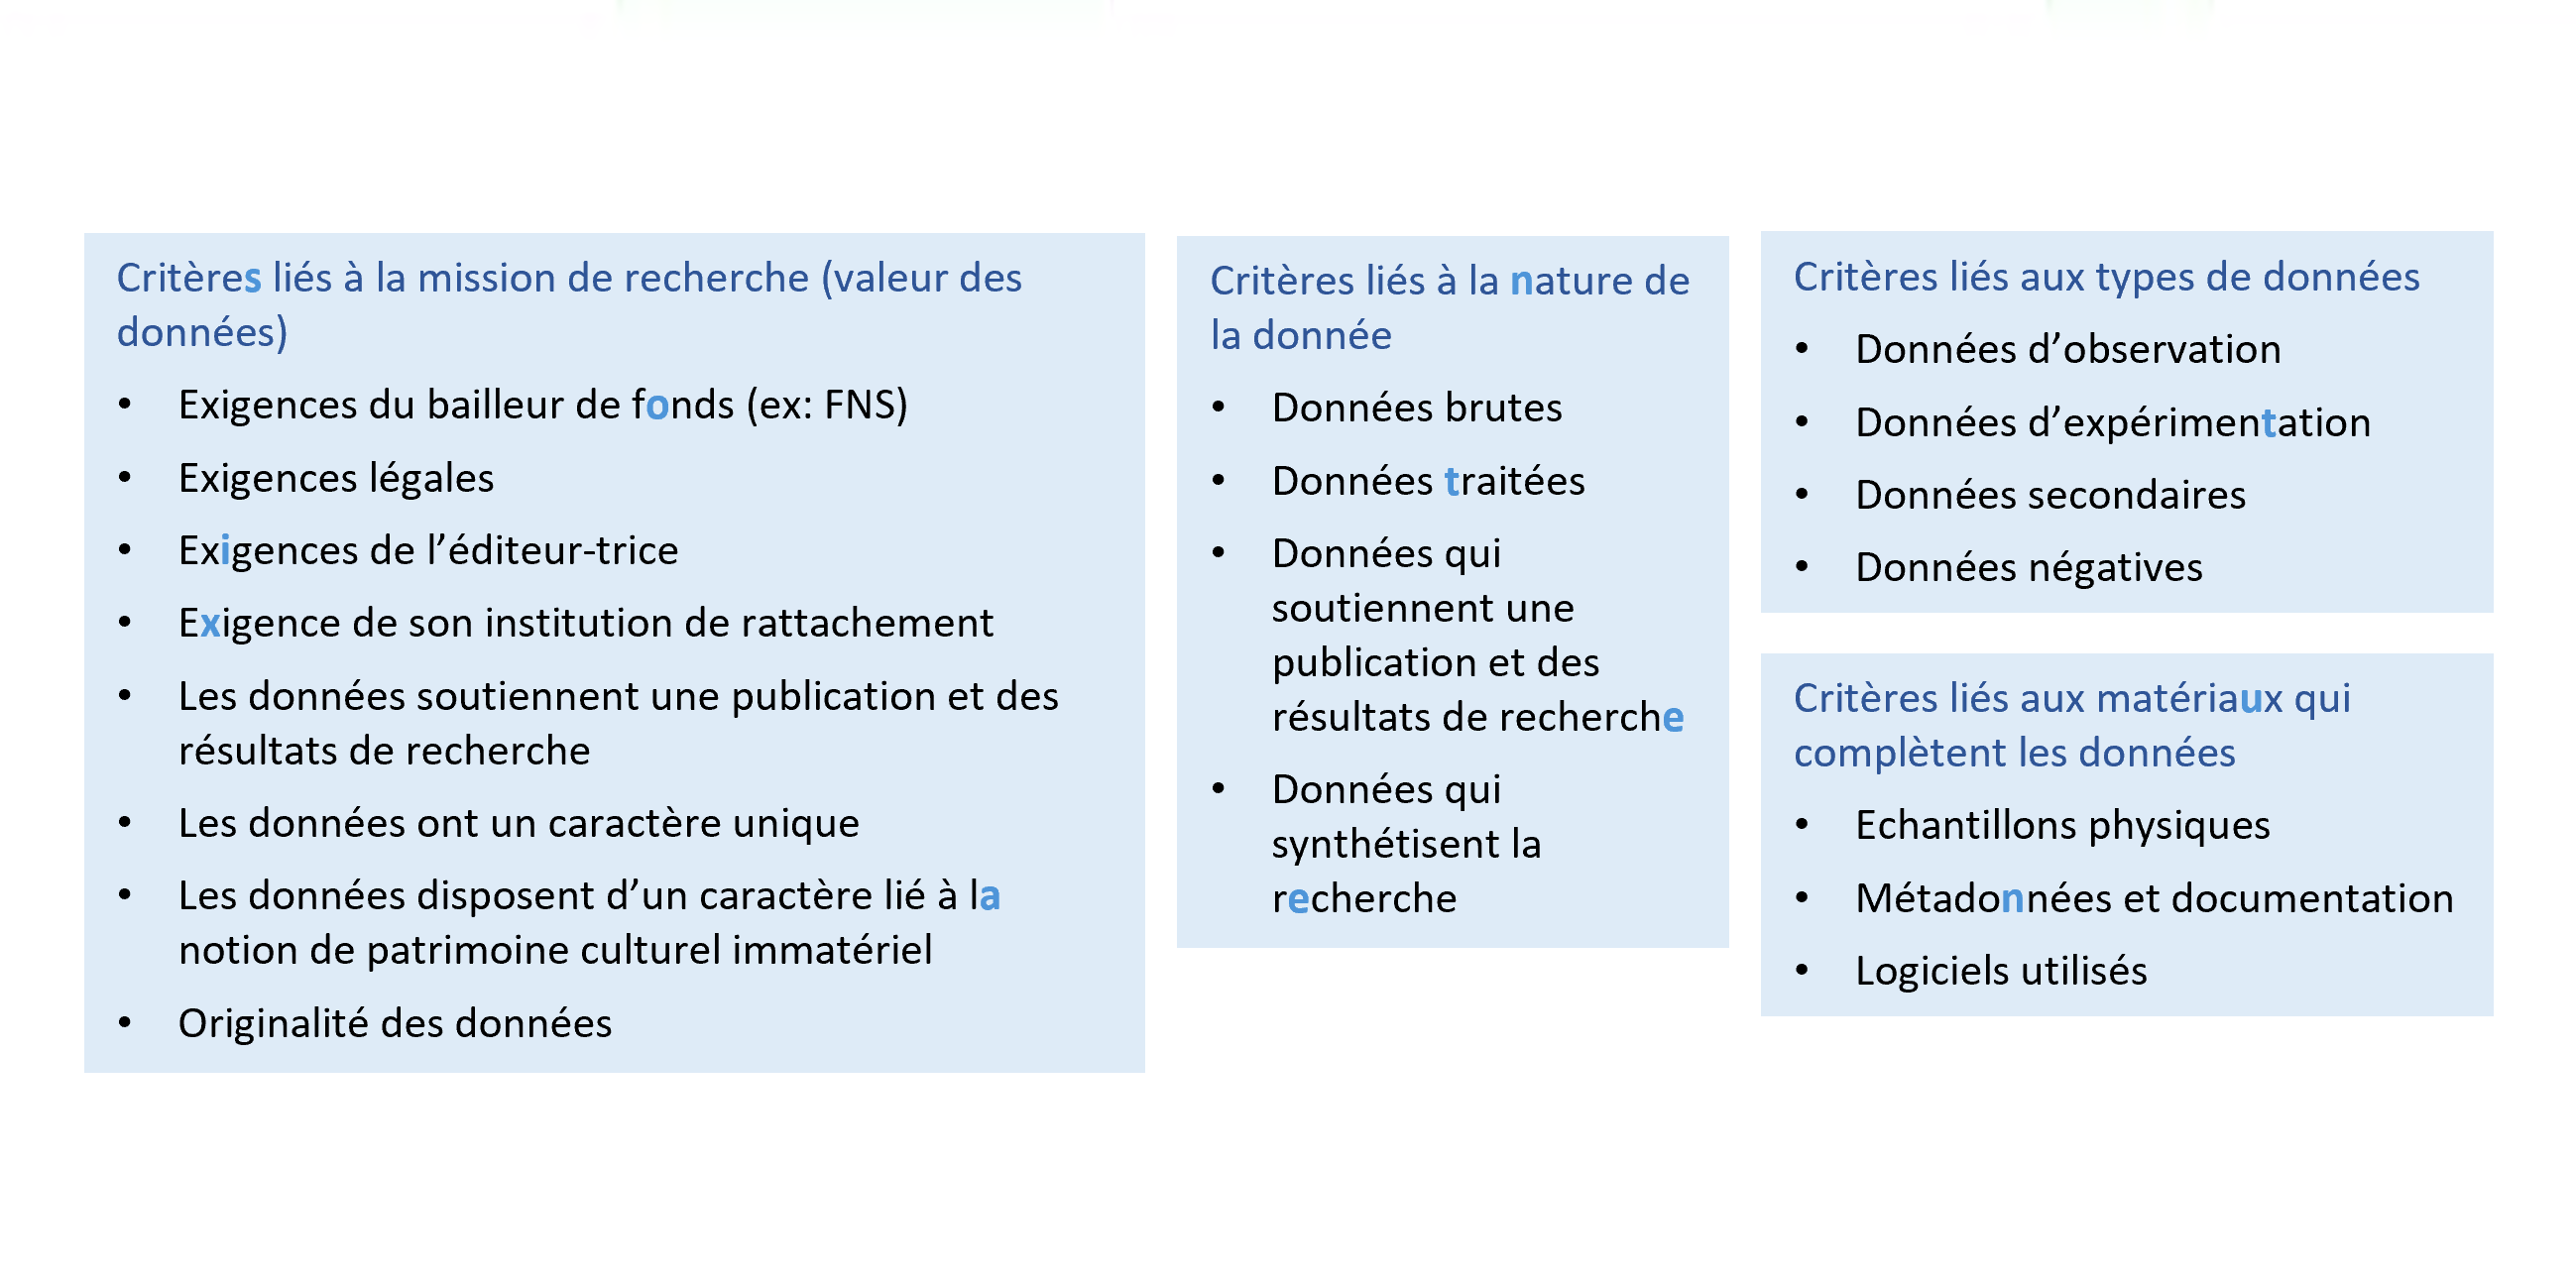 Critères liés à la mission de recherche (valeur des
données)
• Exigences du bailleur de fonds (ex: FNS)
• Exigences légales
• Exigences de l’éditeur-trice
• Exigence de son institution de rattachement
• Les données soutiennent une publication et des
résultats de recherche
• Les données ont un caractère unique
• Les données disposent d’un caractère lié à la
notion de patrimoine culturel immatériel
• Originalité des données
Critères liés à la nature de
la donnée
• Données brutes
• Données traitées
• Données qui
soutiennent une
publication et des
résultats de recherche
• Données qui
synthétisent la
recherche
Critères liés aux types de données
• Données d’observation
• Données d’expérimentation
• Données secondaires
• Données négatives
Critères liés aux matériaux qui
complètent les données
• Echantillons physiques
• Métadonnées et documentation
• Logiciels utilisés